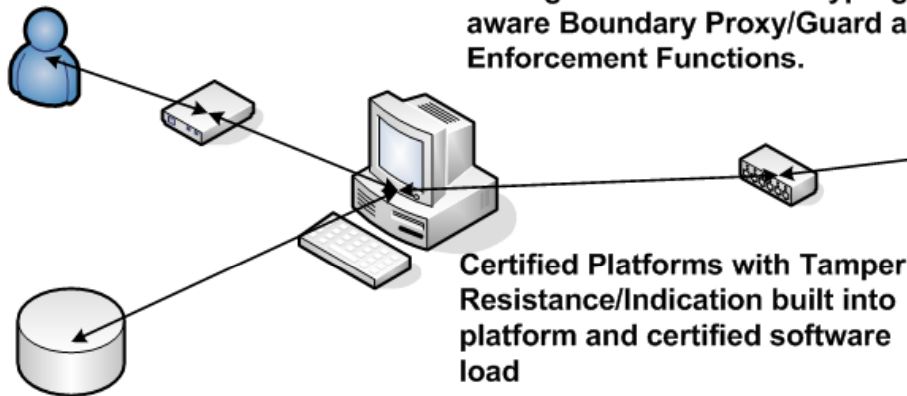 aware Boundary Proxy/Guard a
Enforcement Functions.
Certified Platforms with Tamper
Resistance/Indication built into
platform and certified software
load